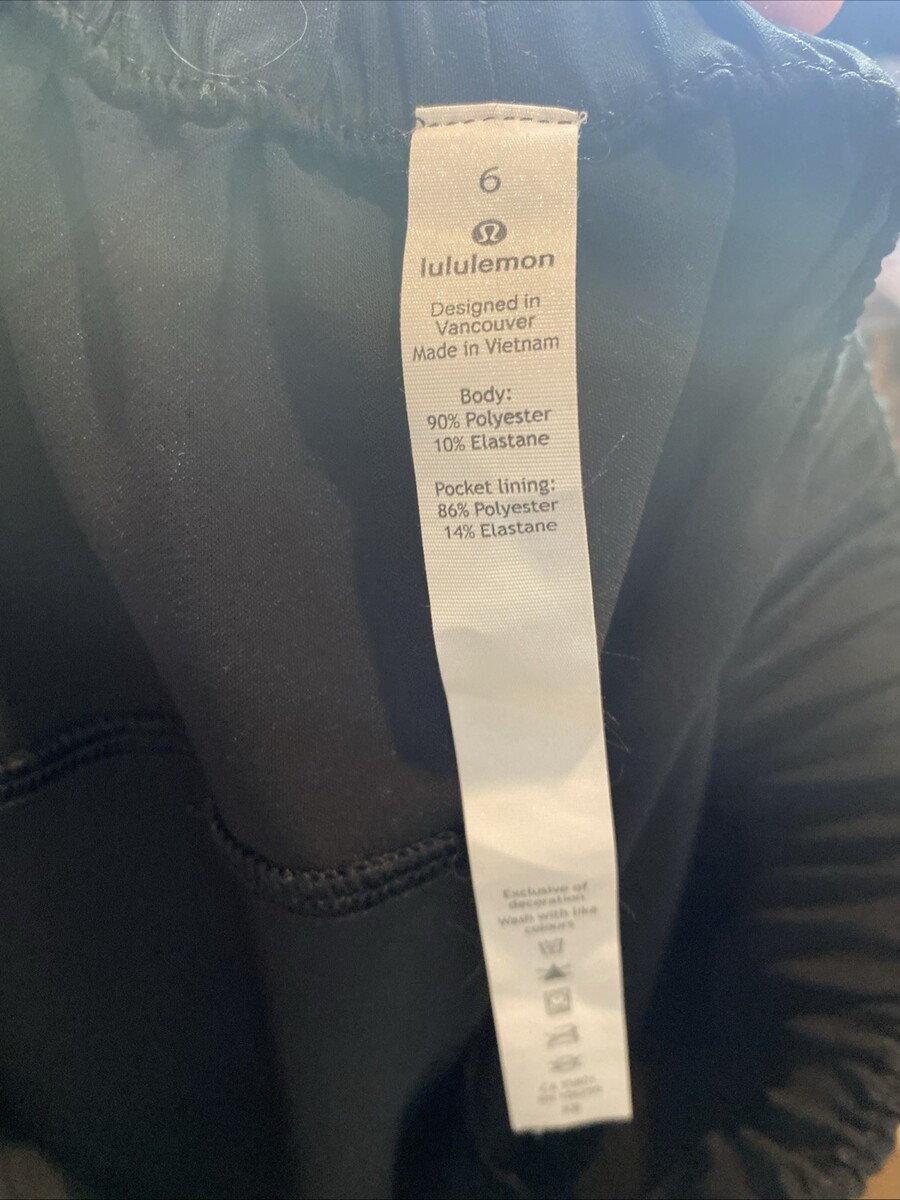 6
lululemon
Designed in
Vancouver
Made in Vietnam
Body:
90% Polyester
10% Elastane
Pocket lining:
86% Polyester
14% Elastane
Exclusive of
decoration
Wash with like
colours